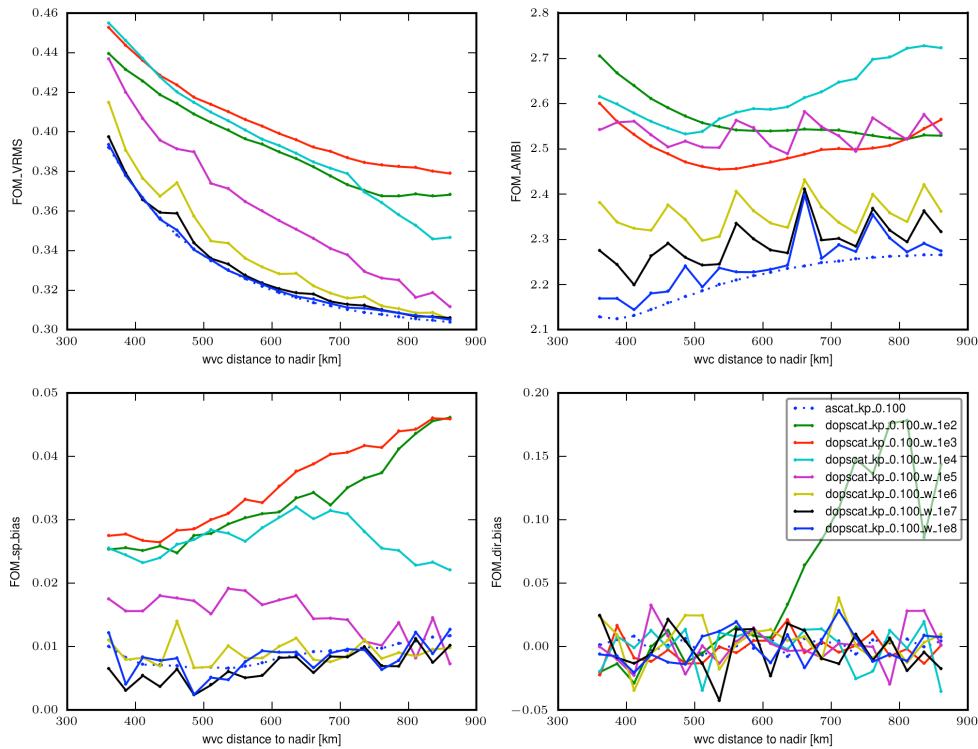 0.46
0.44
0.42
0.40
0.38
0.36
0.34
0.32
0.30
FOM_VRMS
300 400 500 600 700 800 900
wvc distance to nadir [km]
2.8
2.7
2.6
2.5
2.4
2.3
2.2
2.1
FOM_AMBI
300 400 500 600 700 800 900
wvc distance to nadir [km]
0.05
0.04
0.03
0.02
0.01
0.00
FOM_sp_bias
300 400 500 600 700 800 900
wvc distance to nadir [km]
0.20
0.15
0.10
0.05
0.00
−0.05
FOM_dir_bias
ascat_kp_0.100
dopscat_kp_0.100_w_1e2
dopscat_kp_0.100_w_1e3
dopscat_kp_0.100_w_1e4
dopscat_kp_0.100_w_1e5
dopscat_kp_0.100_w_1e6
dopscat_kp_0.100_w_1e7
dopscat_kp_0.100_w_1e8
300 400 500 600 700 800 900
wvc distance to nadir [km]